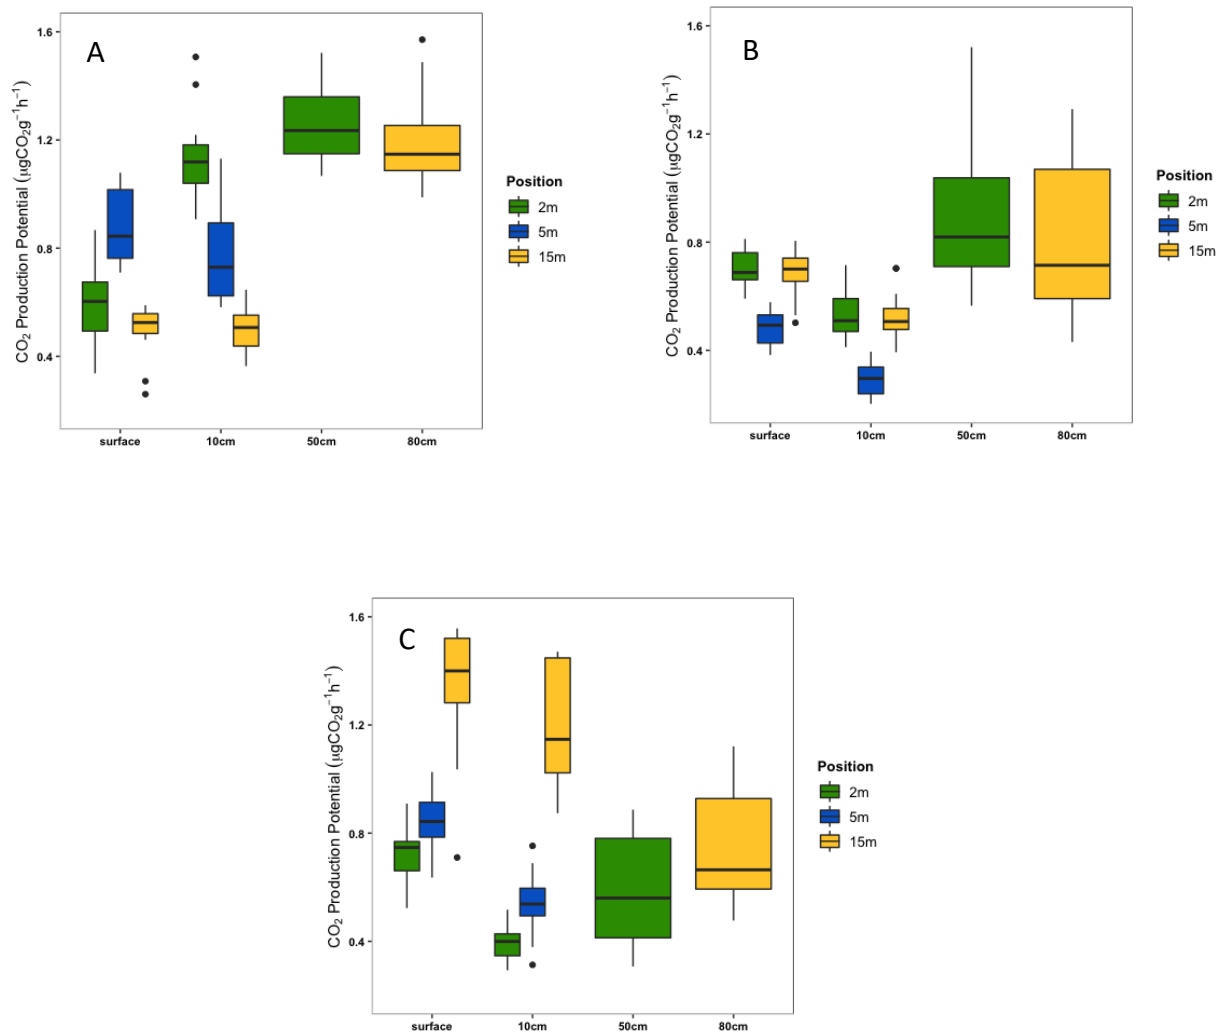 A
CO₂ Production Potential (μgCO₂g⁻¹h⁻¹)
1.6
1.2
0.8
0.4
surface 10cm 50cm 80cm
Position
2m
5m
15m
B
CO₂ Production Potential (μgCO₂g⁻¹h⁻¹)
1.6
1.2
0.8
0.4
surface 10cm 50cm 80cm
Position
2m
5m
15m
C
CO₂ Production Potential (μgCO₂g⁻¹h⁻¹)
1.6
1.2
0.8
0.4
surface 10cm 50cm 80cm
Position
2m
5m
15m